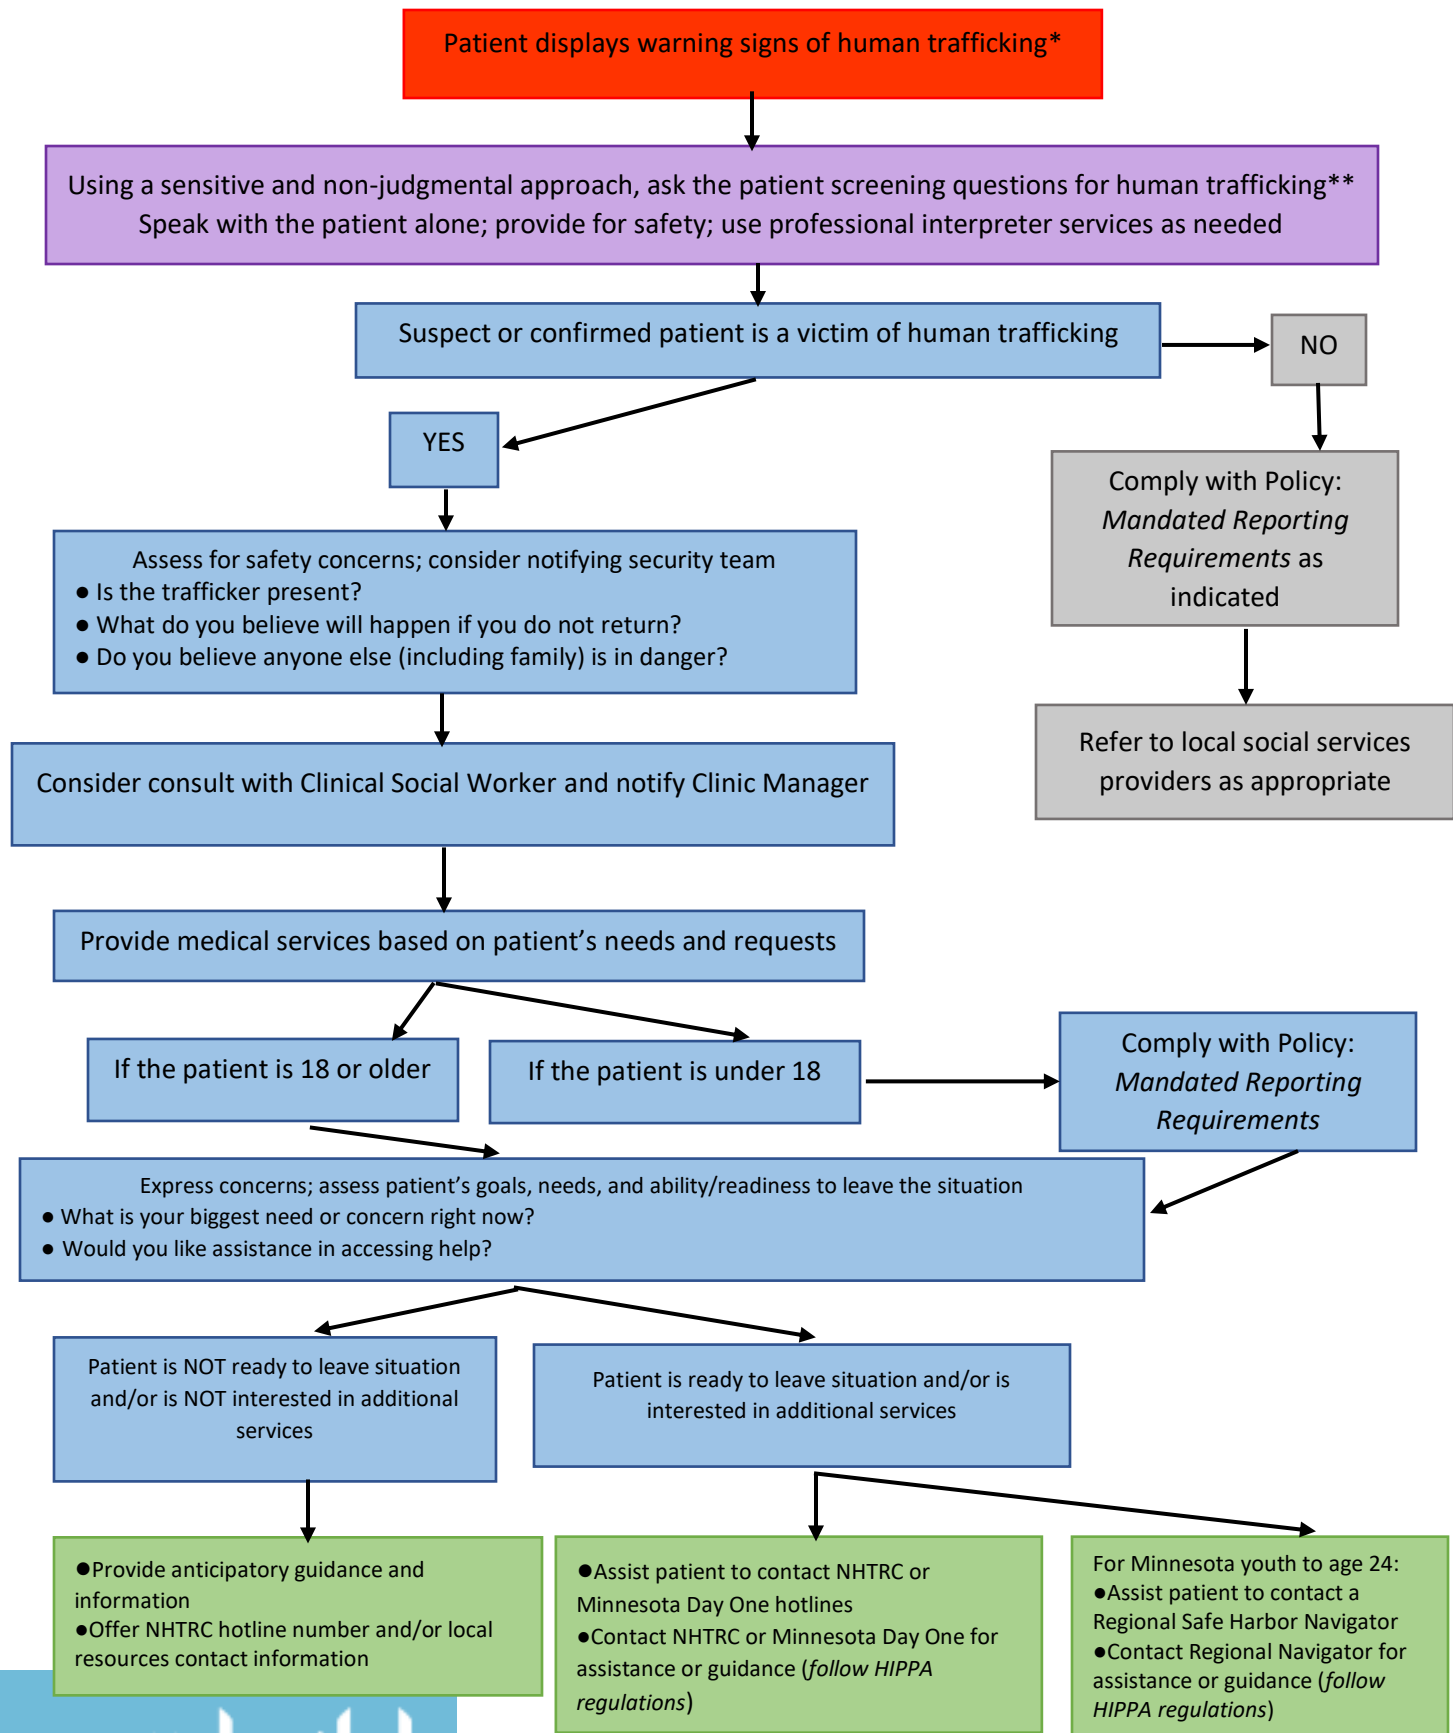 Patient displays warning signs of human trafficking*
Using a sensitive and non-judgmental approach, ask the patient screening questions for human trafficking**
Speak with the patient alone; provide for safety; use professional interpreter services as needed
Suspect or confirmed patient is a victim of human trafficking
NO
YES
Comply with Policy:
Mandated Reporting
Requirements as
indicated
Assess for safety concerns; consider notifying security team
● Is the trafficker present?
● What do you believe will happen if you do not return?
● Do you believe anyone else (including family) is in danger?
Refer to local social services
providers as appropriate
Consider consult with Clinical Social Worker and notify Clinic Manager
Provide medical services based on patient’s needs and requests
If the patient is 18 or older
If the patient is under 18
Comply with Policy:
Mandated Reporting
Requirements
Express concerns; assess patient’s goals, needs, and ability/readiness to leave the situation
● What is your biggest need or concern right now?
● Would you like assistance in accessing help?
Patient is NOT ready to leave situation
and/or is NOT interested in additional
services
Patient is ready to leave situation and/or is
interested in additional services
●Provide anticipatory guidance and
information
●Offer NHTRC hotline number and/or local
resources contact information
●Assist patient to contact NHTRC or
Minnesota Day One hotlines
●Contact NHTRC or Minnesota Day One for
assistance or guidance (follow HIPPA
regulations)
For Minnesota youth to age 24:
●Assist patient to contact a
Regional Safe Harbor Navigator
●Contact Regional Navigator for
assistance or guidance (follow
HIPPA regulations)